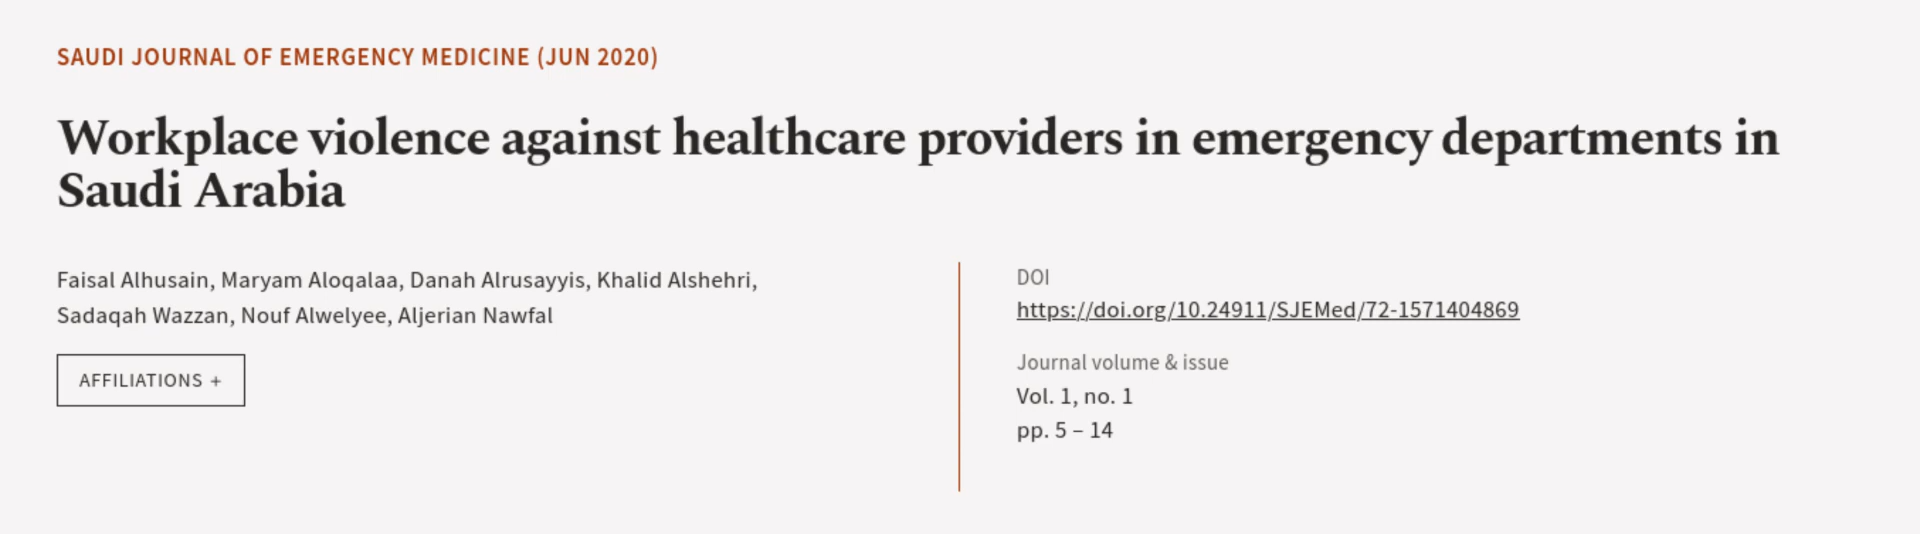 SAUDI JOURNAL OF EMERGENCY MEDICINE (JUN 2020)
Workplace violence against healthcare providers in emergency departments in
Saudi Arabia
Faisal Alhusain, Maryam Aloqalaa, Danah Alrusayyis, Khalid Alshehri,
Sadaqah Wazzan, Nouf Alwelyee, Aljerian Nawfal
AFFILIATIONS +
DOI
https://doi.org/10.24911/SJEMed/72-1571404869
Journal volume & issue
Vol. 1, no. 1
pp. 5 – 14